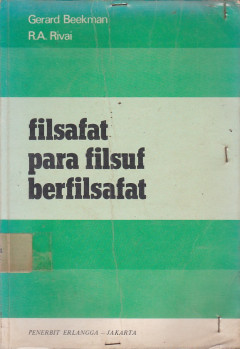 Gerard Beekman
R.A. Rivai
filsafat
para filsuf
berfilsafat
PENERBIT ERLANGGA – JAKARTA